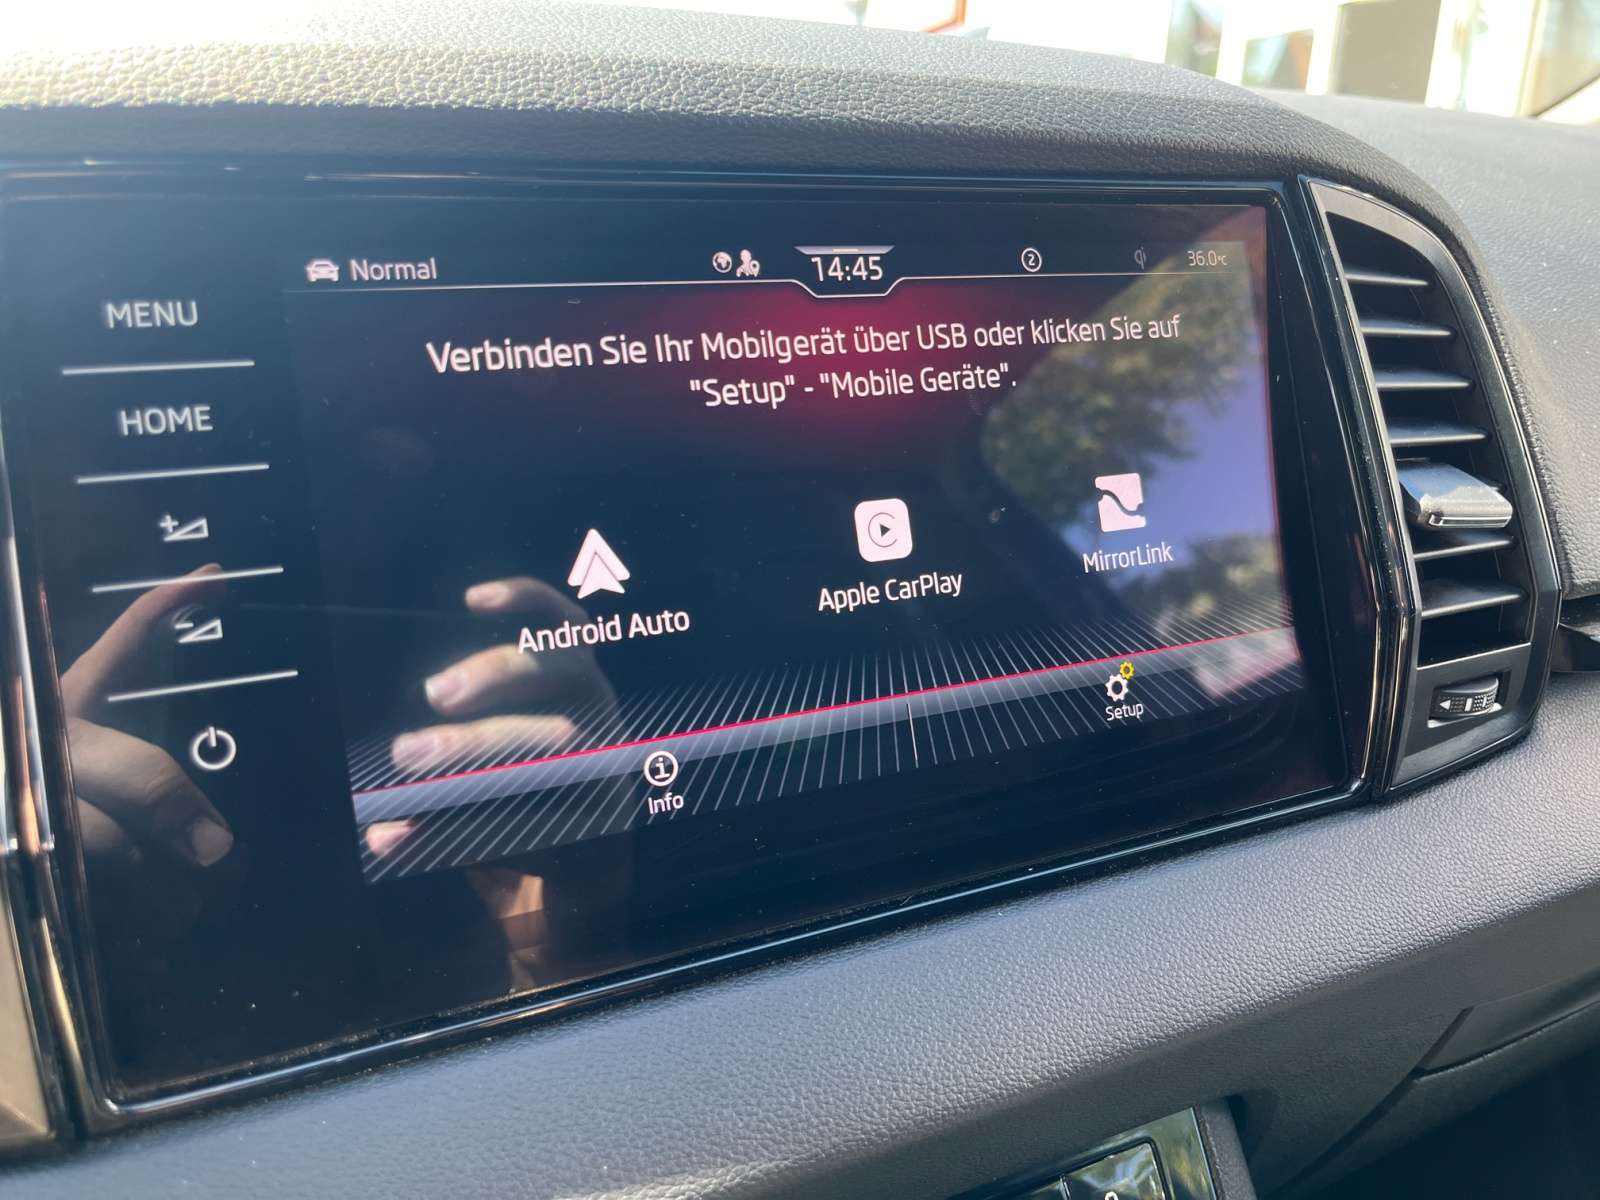 Normal
14:45
2
36.0°C
MENU
HOME
Verbinden Sie Ihr Mobilgerät über USB oder klicken Sie auf
"Setup" - "Mobile Geräte".
Android Auto
Apple CarPlay
MirrorLink
Info
Setup